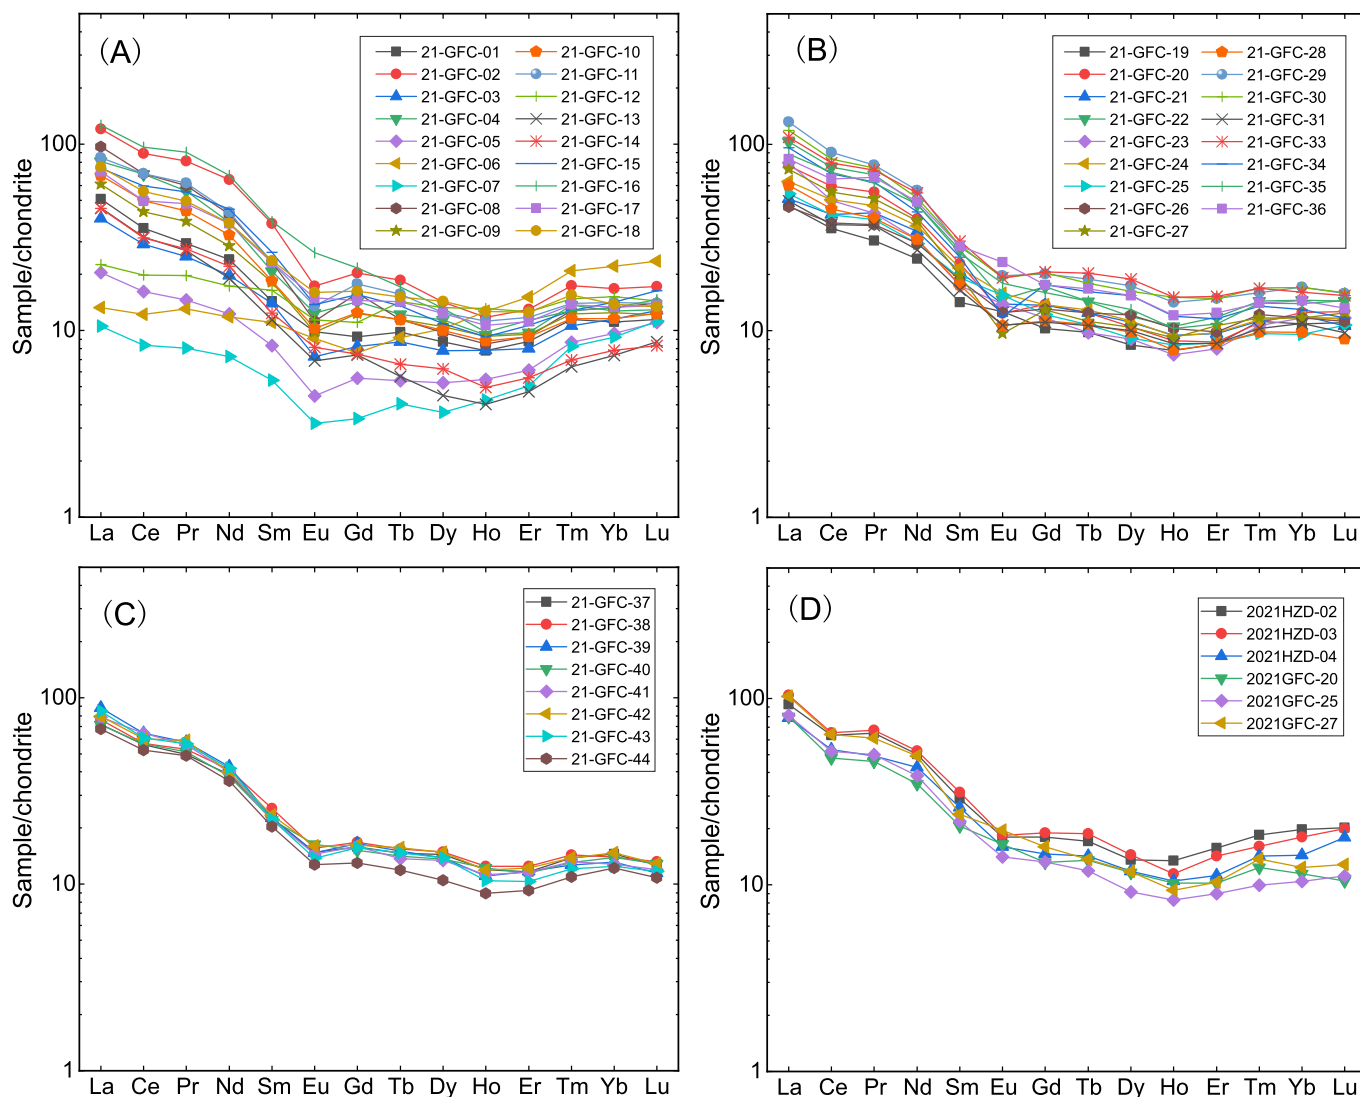 (A)
21-GFC-01
21-GFC-02
21-GFC-03
21-GFC-04
21-GFC-05
21-GFC-06
21-GFC-07
21-GFC-08
21-GFC-09
21-GFC-10
21-GFC-11
21-GFC-12
21-GFC-13
21-GFC-14
21-GFC-15
21-GFC-16
21-GFC-17
21-GFC-18
Sample/chondrite
100
10
1
La Ce Pr Nd Sm Eu Gd Tb Dy Ho Er Tm Yb Lu
(B)
21-GFC-19
21-GFC-20
21-GFC-21
21-GFC-22
21-GFC-23
21-GFC-24
21-GFC-25
21-GFC-26
21-GFC-27
21-GFC-28
21-GFC-29
21-GFC-30
21-GFC-31
21-GFC-33
21-GFC-34
21-GFC-35
21-GFC-36
Sample/chondrite
100
10
1
La Ce Pr Nd Sm Eu Gd Tb Dy Ho Er Tm Yb Lu
(C)
21-GFC-37
21-GFC-38
21-GFC-39
21-GFC-40
21-GFC-41
21-GFC-42
21-GFC-43
21-GFC-44
Sample/chondrite
100
10
1
La Ce Pr Nd Sm Eu Gd Tb Dy Ho Er Tm Yb Lu
(D)
2021HZD-02
2021HZD-03
2021HZD-04
2021GFC-20
2021GFC-25
2021GFC-27
Sample/chondrite
100
10
1
La Ce Pr Nd Sm Eu Gd Tb Dy Ho Er Tm Yb Lu